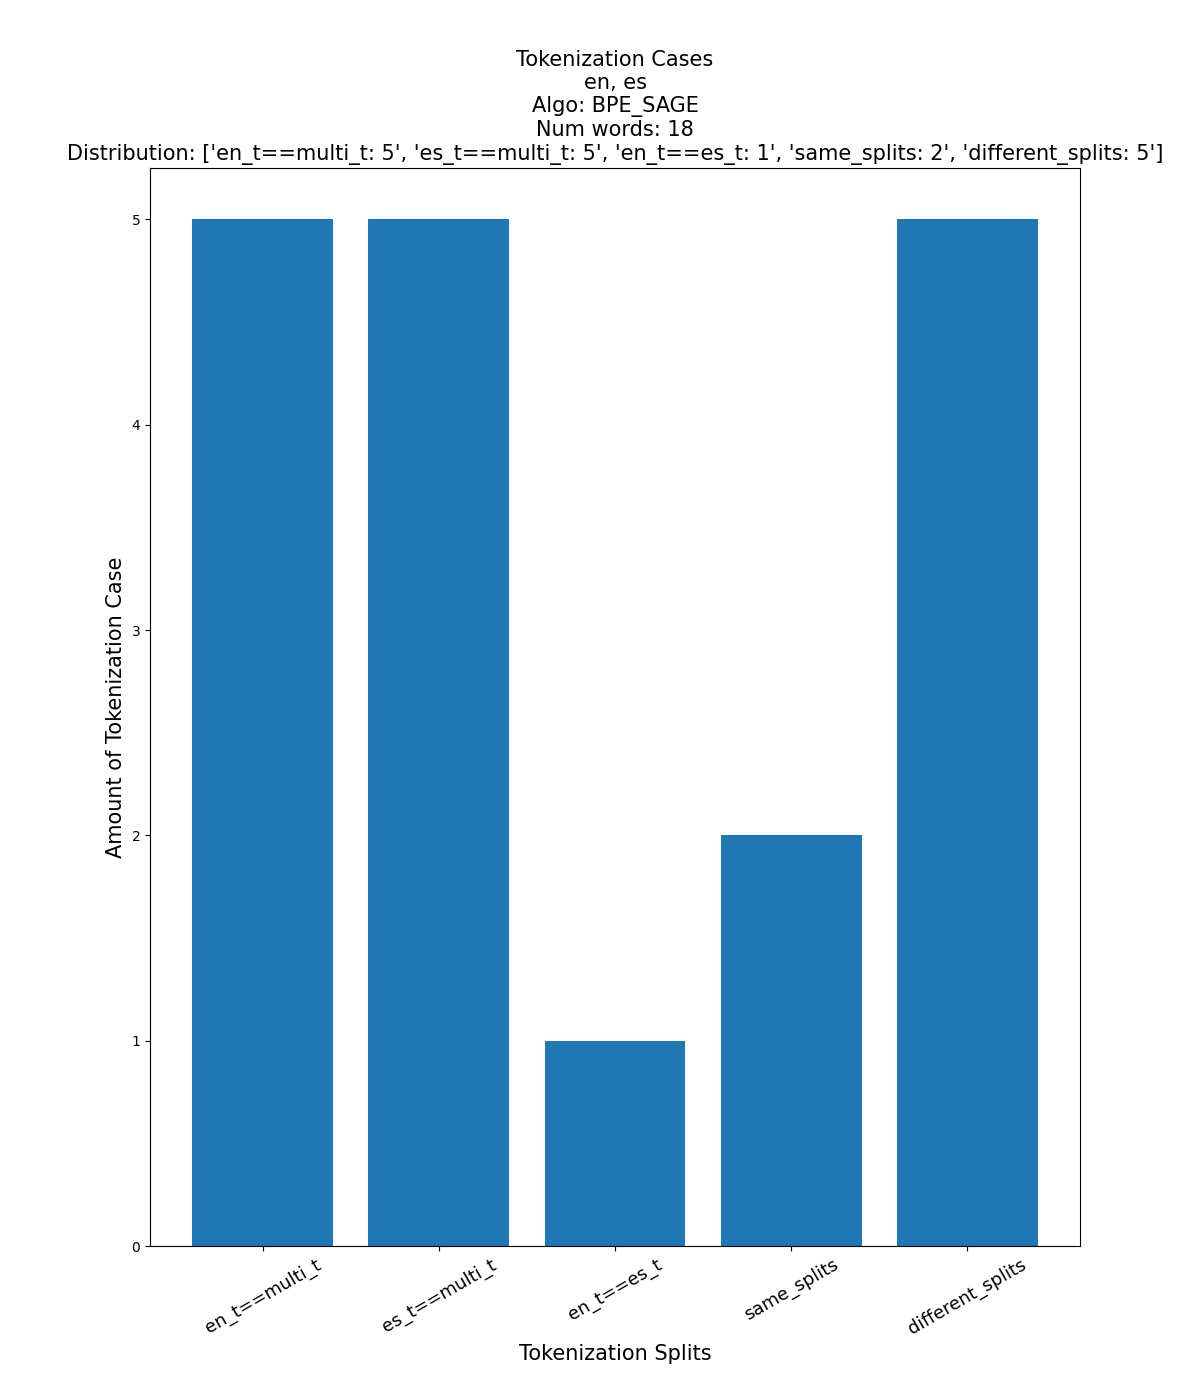 Tokenization Cases
en, es
Algo: BPE_SAGE
Num words: 18
Distribution: ['en_t==multi_t: 5', 'es_t==multi_t: 5', 'en_t==es_t: 1', 'same_splits: 2', 'different_splits: 5']
5
4
3
2
1
0
Amount of Tokenization Case
en_t==multi_t
es_t==multi_t
en_t==es_t
same_splits
different_splits
Tokenization Splits